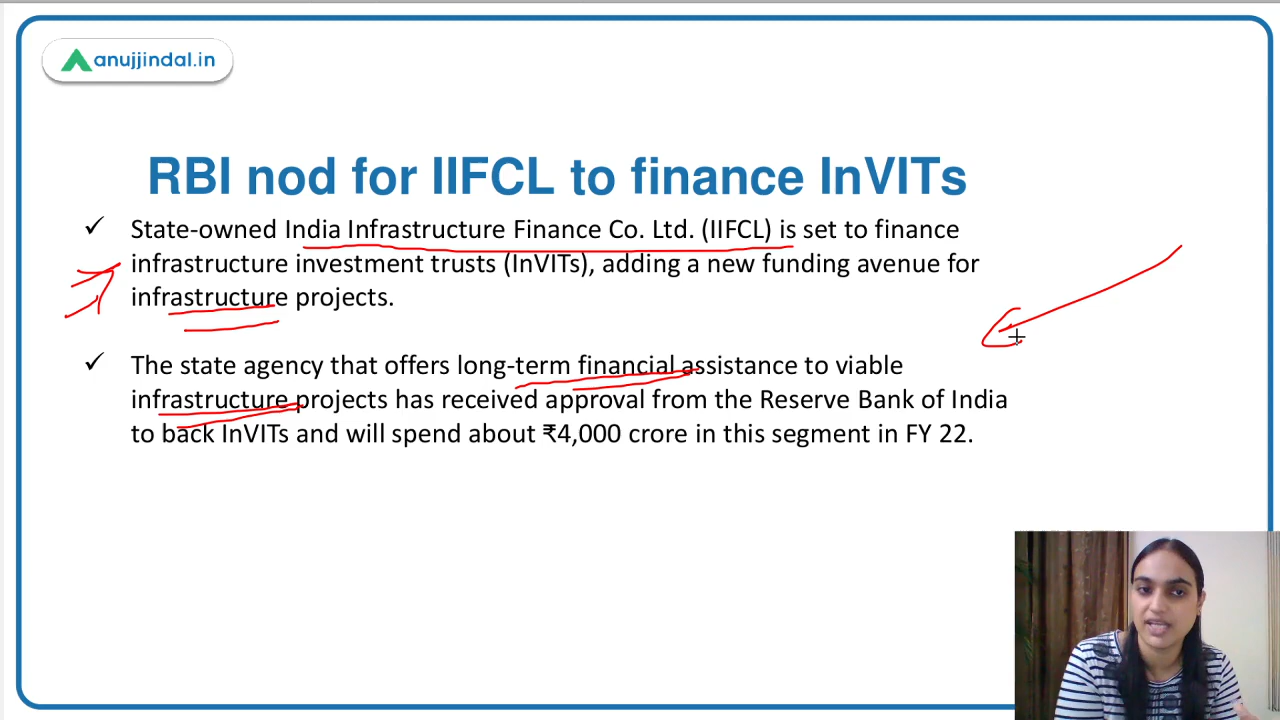 anujjindal.in
RBI nod for IIFCL to finance InVITs
✓ State-owned India Infrastructure Finance Co. Ltd. (IIFCL) is set to finance
infrastructure investment trusts (InVITs), adding a new funding avenue for
infrastructure projects.
✓ The state agency that offers long-term financial assistance to viable
infrastructure projects has received approval from the Reserve Bank of India
to back InVITs and will spend about ₹4,000 crore in this segment in FY 22.